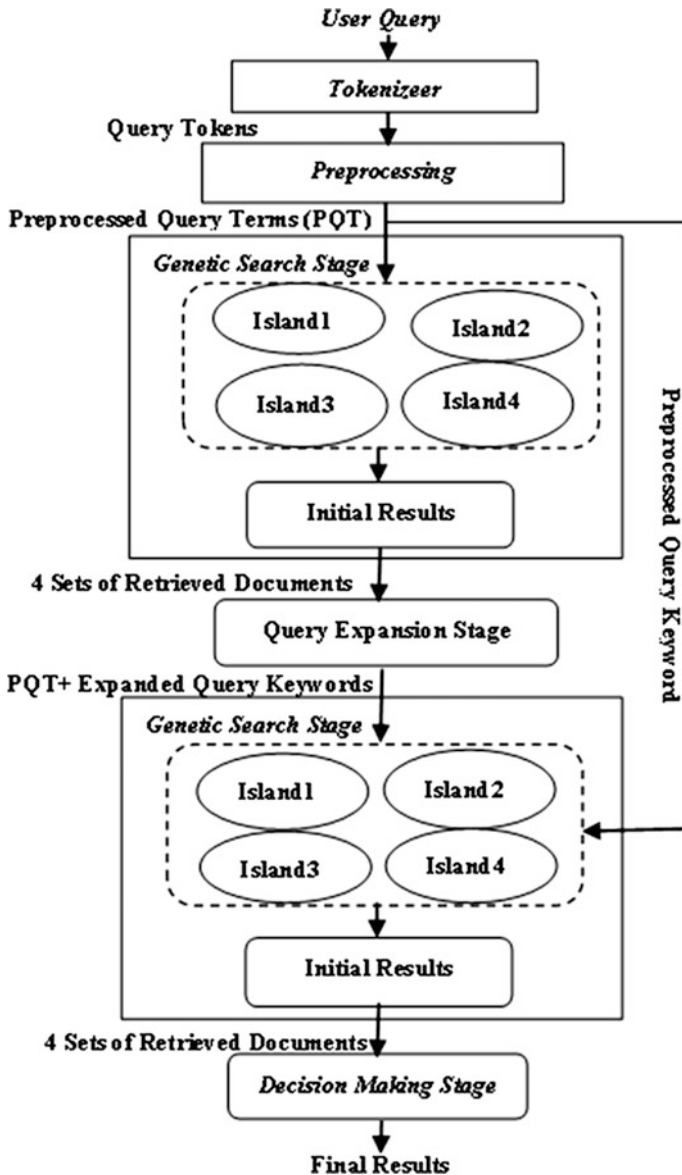 User Query
Tokenizeer
Query Tokens
Preprocessing
Preprocessed Query Terms (PQT)
Genetic Search Stage
Island1
Island2
Island3
Island4
Initial Results
4 Sets of Retrieved Documents
Query Expansion Stage
PQT+ Expanded Query Keywords
Genetic Search Stage
Island1
Island2
Island3
Island4
Initial Results
4 Sets of Retrieved Documents
Decision Making Stage
Final Results
Preprocessed Query Keyword